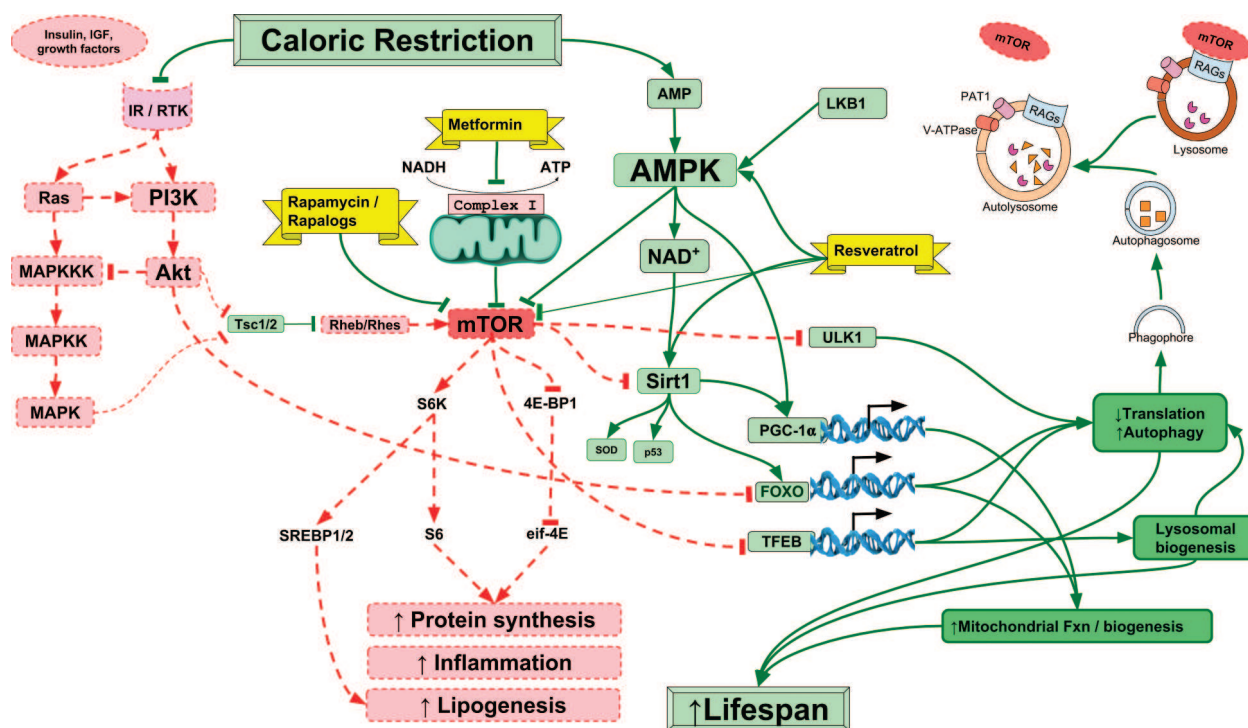 Insulin, IGF,
growth factors
Caloric Restriction
IR / RTK
Ras
PI3K
MAPKKK
Akt
MAPKK
MAPK
Tsc1/2
Rheb/Rhes
mTOR
Metformin
NADH
ATP
Complex I
Rapamycin /
Rapalogs
AMP
LKB1
AMPK
NAD+
Resveratrol
Sirt1
SOD
p53
ULK1
PGC-1α
FOXO
TFEB
S6K
4E-BP1
SREBP1/2
S6
eif-4E
↑ Protein synthesis
↑ Inflammation
↑ Lipogenesis
mTOR
mTOR
RAGs
PAT1
RAGs
V-ATPase
Lysosome
Autolysosome
Autophagosome
Phagophore
↓Translation
↑Autophagy
Lysosomal
biogenesis
↑Mitochondrial Fxn / biogenesis
↑Lifespan